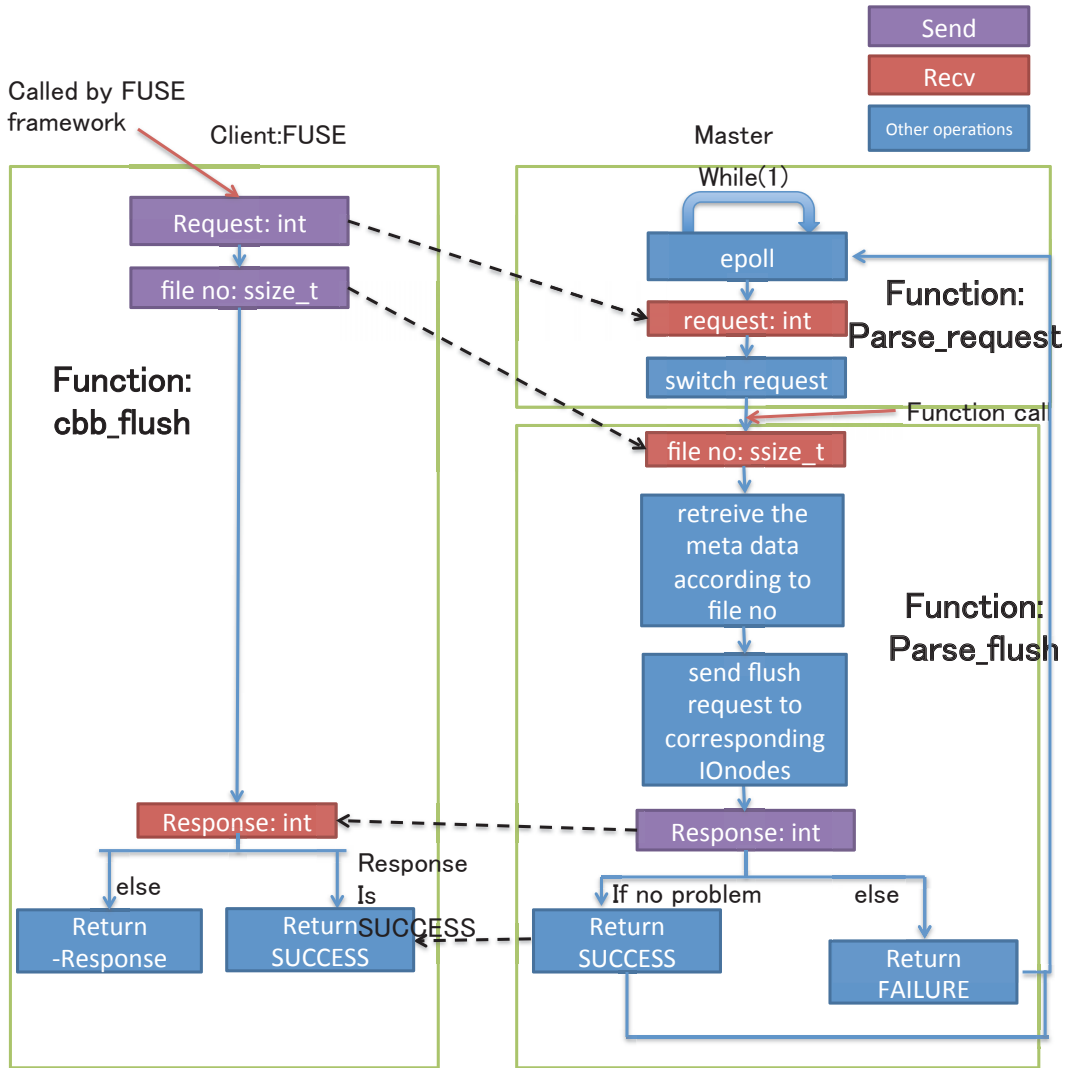 Send
Recv
Other operations
Called by FUSE
framework
Client:FUSE
Master
While(1)
Request: int
file no: ssize_t
Function:
cbb_flush
epoll
request: int
switch request
Function:
Parse_request
Function call
file no: ssize_t
retreive the
meta data
according to
file no
send flush
request to
corresponding
IOnodes
Function:
Parse_flush
Response: int
Response: int
else
Response
Is
SUCCESS
Return
-Response
Return
SUCCESS
If no problem
else
Return
SUCCESS
Return
FAILURE